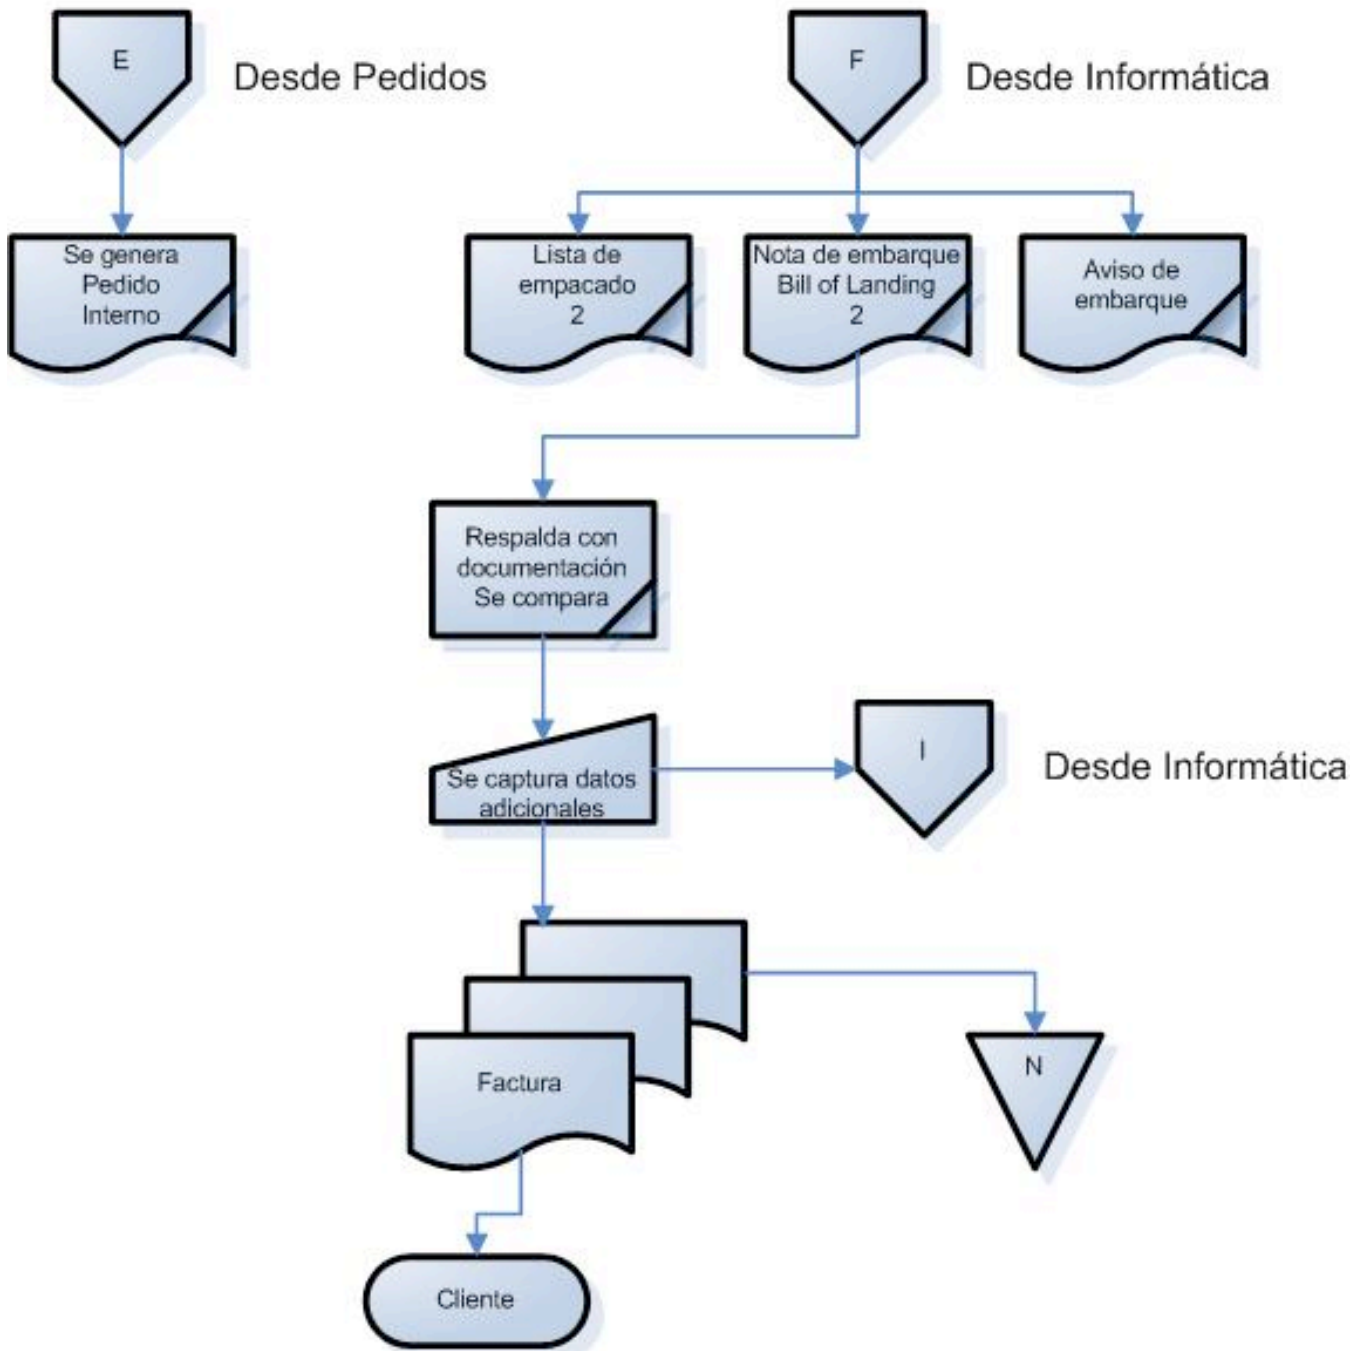 E
Desde Pedidos
F
Desde Informática
Se genera
Pedido
Interno
Lista de
empacado
2
Nota de embarque
Bill of Landing
2
Aviso de
embarque
Respalda con
documentación
Se compara
Se captura datos
adicionales
I
Desde Informática
Factura
N
Cliente